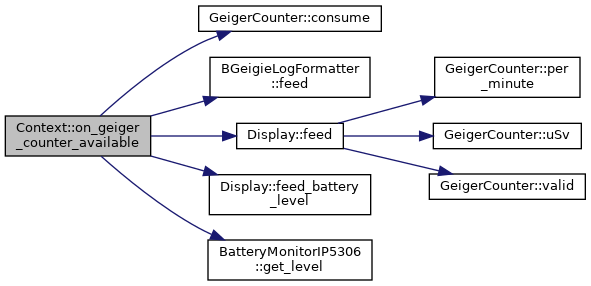 Context::on_geiger
_counter_available
GeigerCounter::consume
BGeigieLogFormatter
::feed
Display::feed
Display::feed_battery
_level
BatteryMonitorIP5306
::get_level
GeigerCounter::per
_minute
GeigerCounter::uSv
GeigerCounter::valid